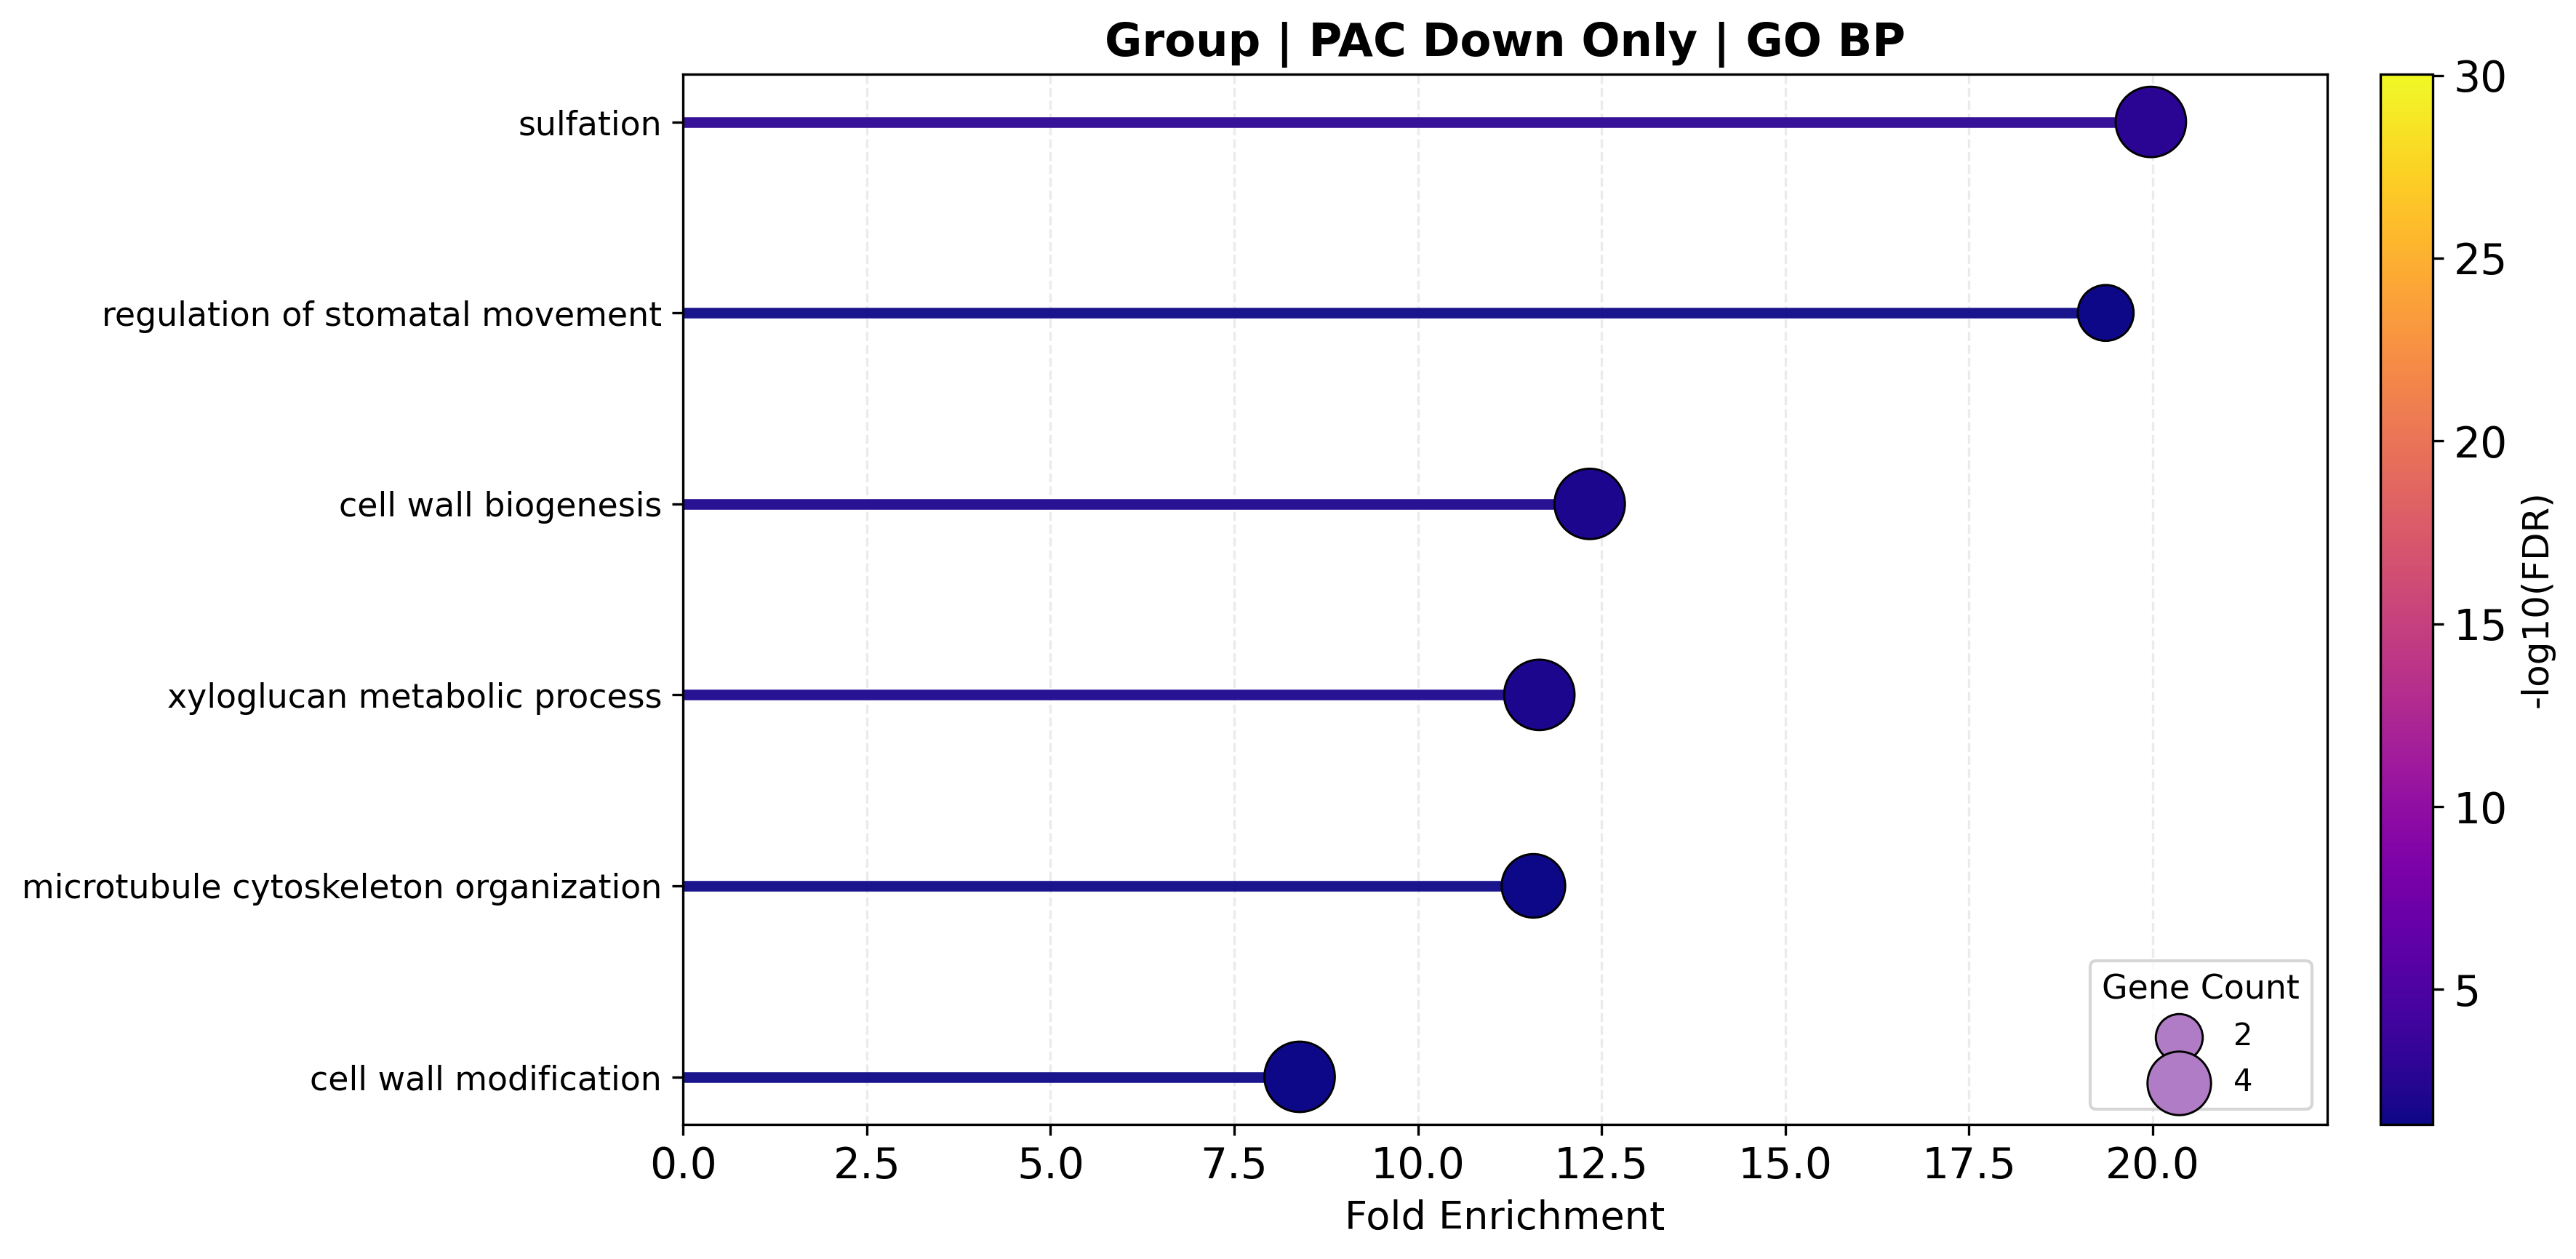 Group | PAC Down Only | GO BP
sulfation
regulation of stomatal movement
cell wall biogenesis
xyloglucan metabolic process
microtubule cytoskeleton organization
cell wall modification
0.0 2.5 5.0 7.5 10.0 12.5 15.0 17.5 20.0
Fold Enrichment
Gene Count
2
4
30
25
20
15
10
5
-log10(FDR)